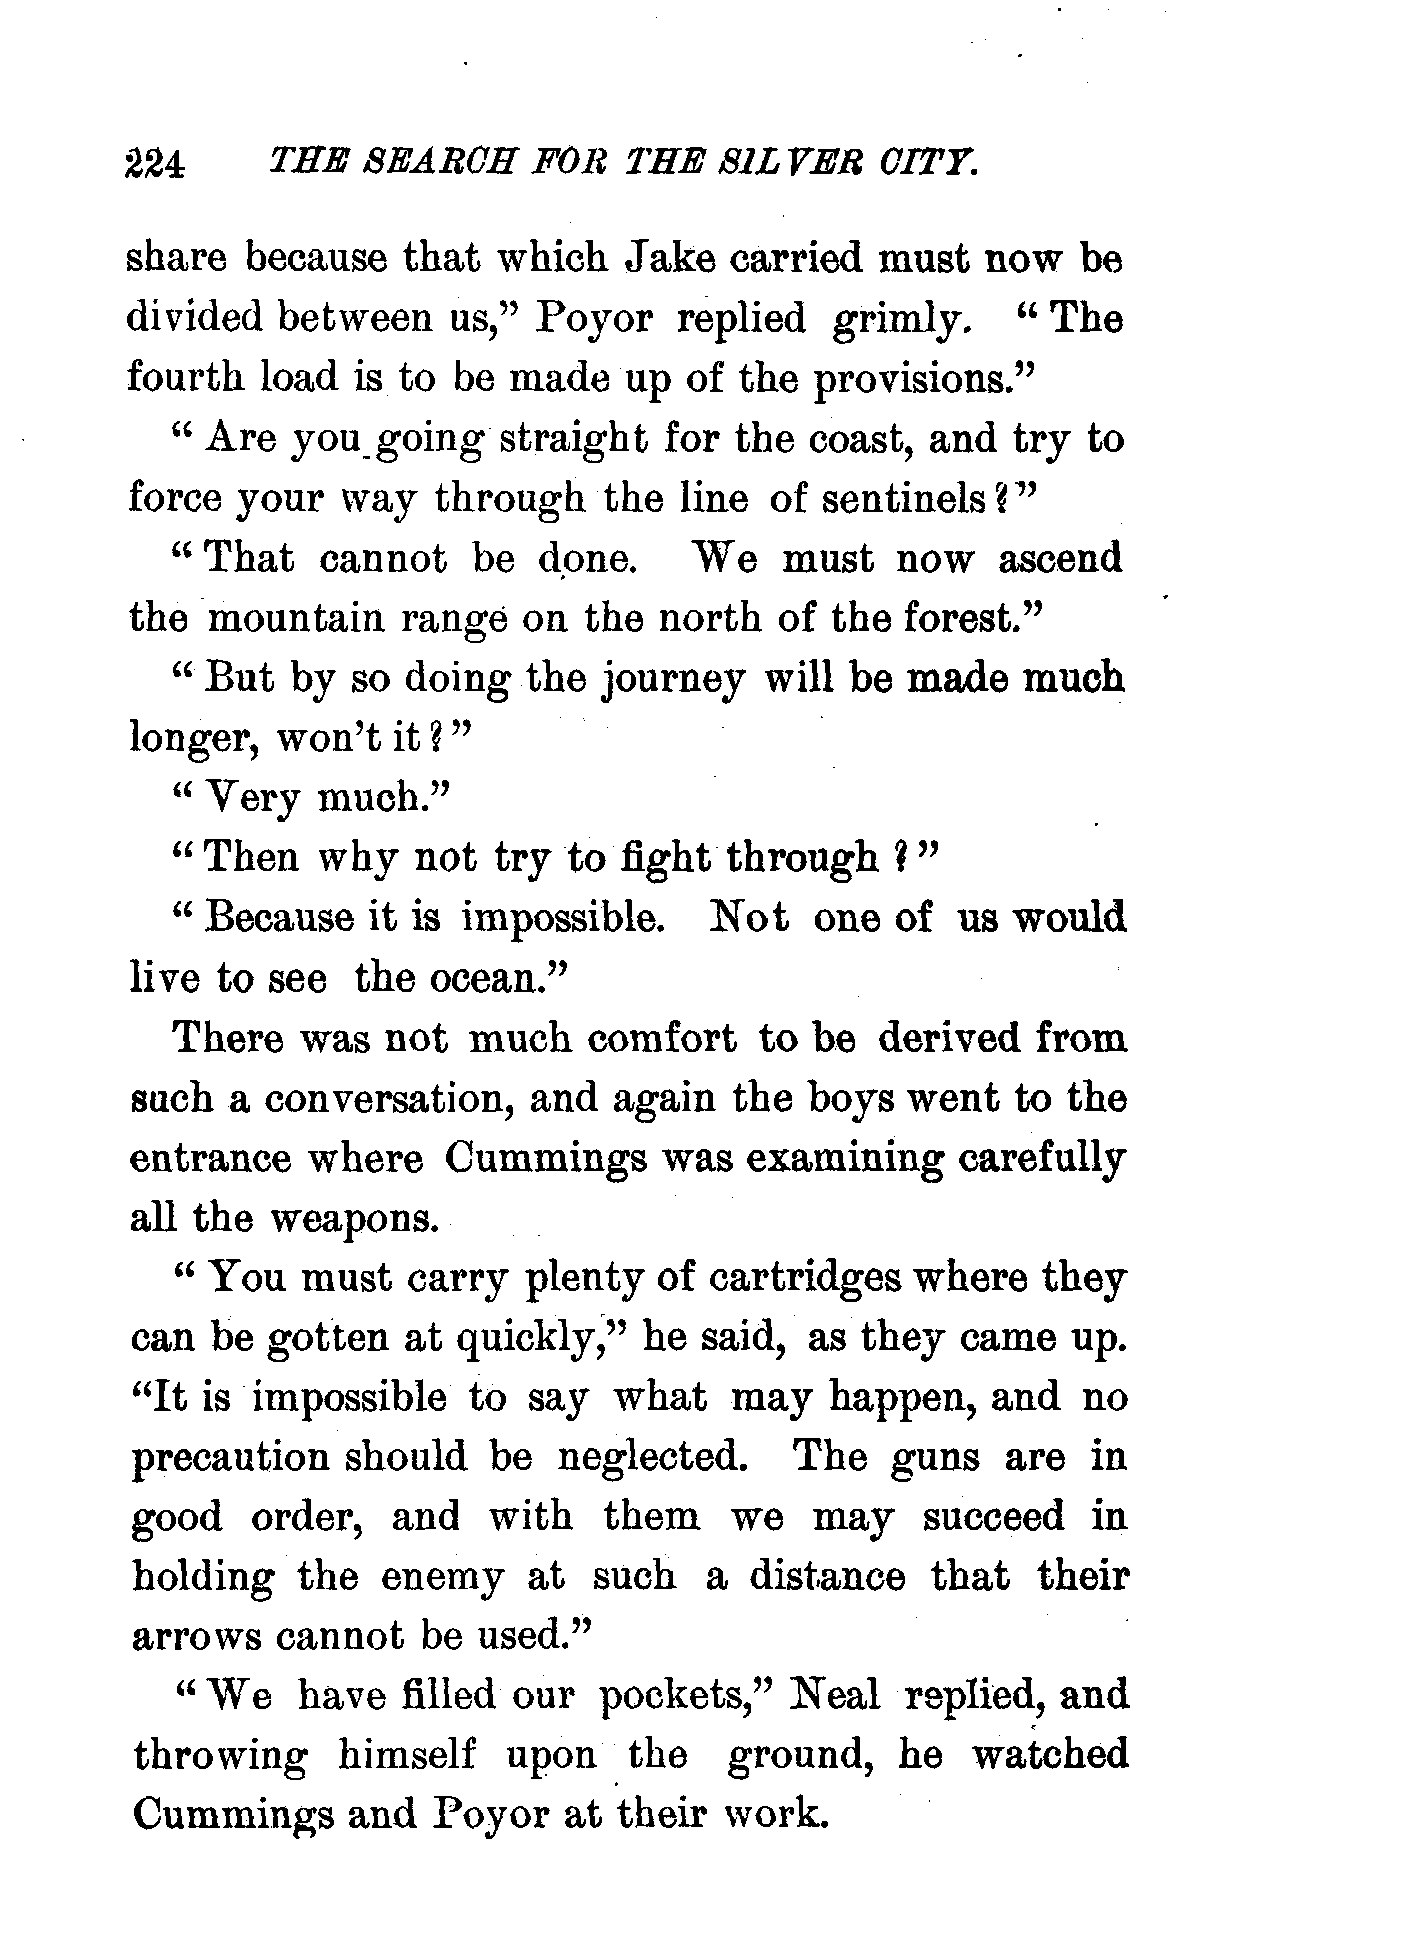 224 THE SEARCH FOR THE SILVER CITY.
share because that which Jake carried must now be
divided between us,” Poyor replied grimly. “ The
fourth load is to be made up of the provisions.”
“ Are you going straight for the coast, and try to
force your way through the line of sentinels ?”
“ That cannot be done. We must now ascend
the mountain range on the north of the forest.”
“ But by so doing the journey will be made much
longer, won’t it ? ”
“ Very much.”
“ Then why not try to fight through ? ”
“ Because it is impossible. Not one of us would
live to see the ocean.”
There was not much comfort to be derived from
such a conversation, and again the boys went to the
entrance where Cummings was examining carefully
all the weapons.
“ You must carry plenty of cartridges where they
can be gotten at quickly,” he said, as they came up.
“It is impossible to say what may happen, and no
precaution should be neglected. The guns are in
good order, and with them we may succeed in
holding the enemy at such a distance that their
arrows cannot be used.”
“ We have filled our pockets,” Neal replied, and
throwing himself upon the ground, he watched
Cummings and Poyor at their work.